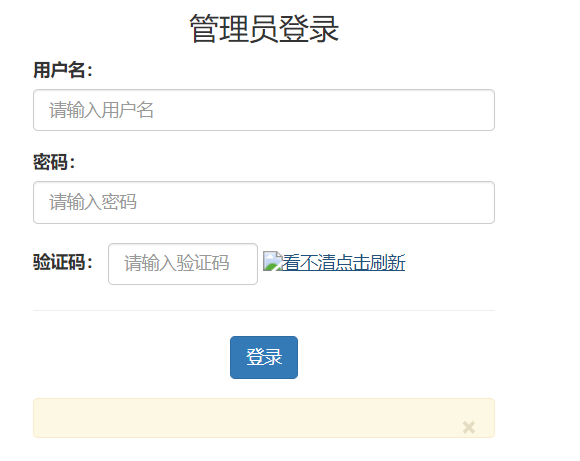 管理员登录
用户名：
请输入用户名
密码：
请输入密码
验证码： 请输入验证码 看不清点击刷新
登录
×